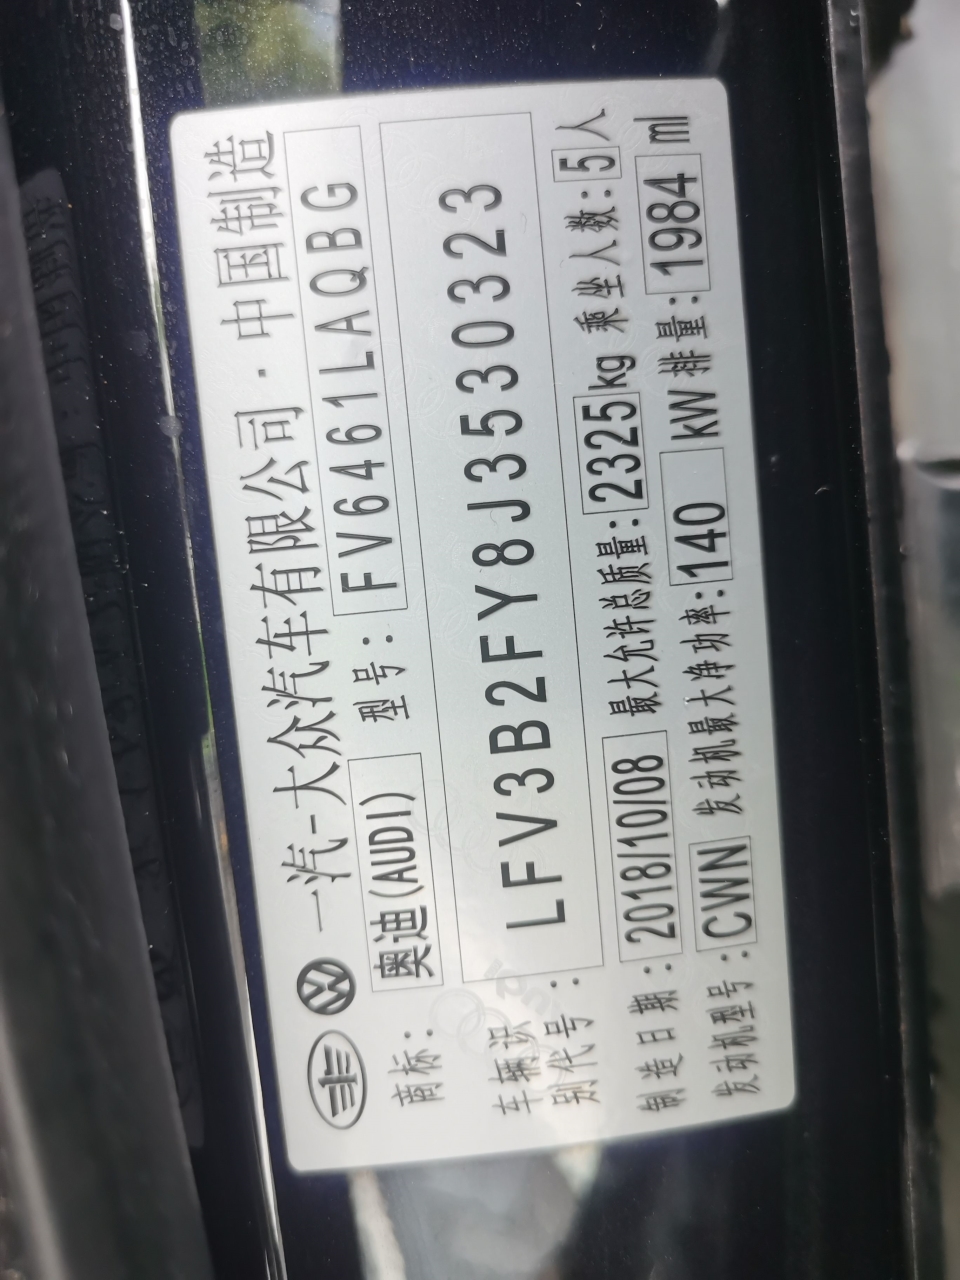 一汽-大众汽车有限公司·中国制造
商标：奥迪(AUDI) 型号：FV6461LAQBG
车辆识别代号：LFV3B2FY8J3530323
制造日期：2018/10/08 最大允许总质量：2325kg 乘坐人数：5人
发动机型号：CWN 发动机最大净功率：140 kW 排量：1984 ml